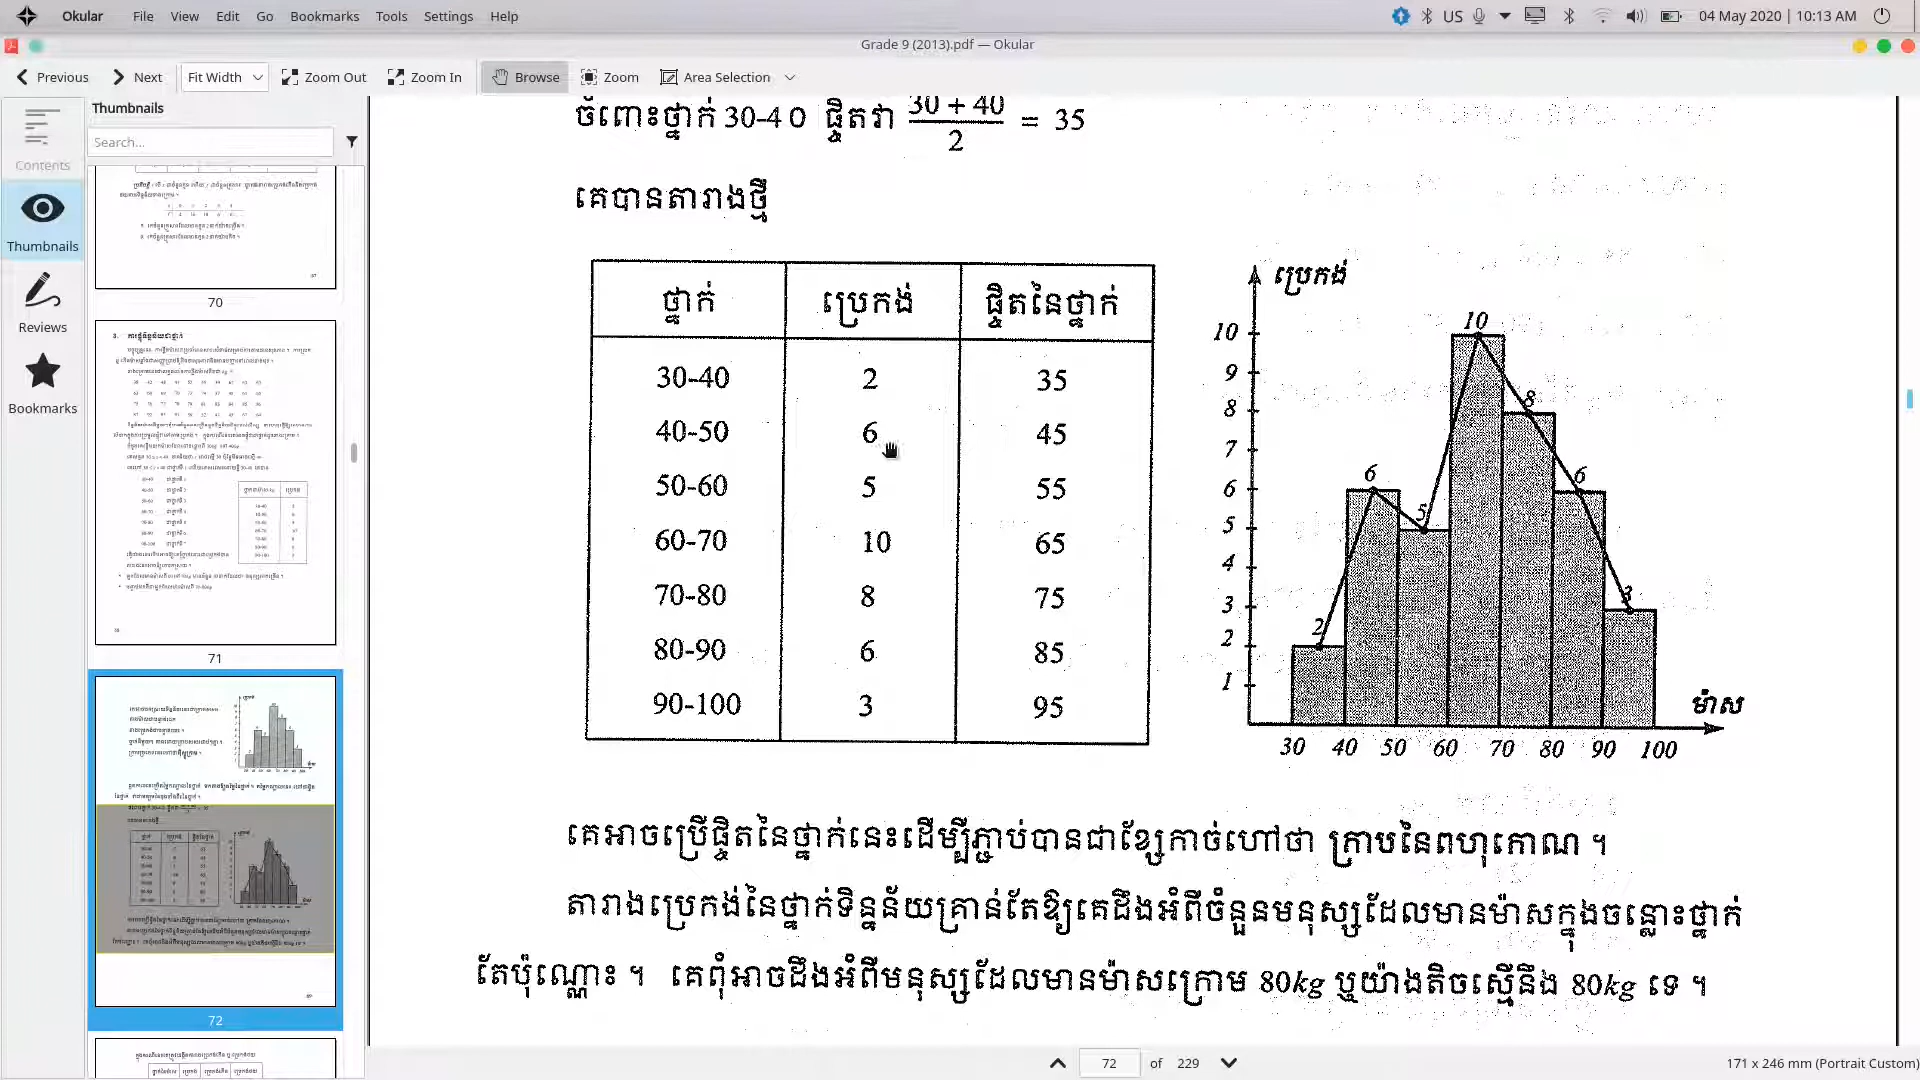 Okular File View Edit Go Bookmarks Tools Settings Help US 04 May 2020 | 10:13 AM
Grade 9 (2013).pdf — Okular
Previous Next Fit Width Zoom Out Zoom In Browse Zoom Area Selection
Thumbnails
Search...
Contents
Thumbnails
Reviews
Bookmarks
70
71
72
ចំពោះថ្នាក់ 30-40 ផ្ចិតវា (30 + 40)/2 = 35
គេបានតារាងថ្មី
ថ្នាក់ ប្រេកង់ ផ្ចិតនៃថ្នាក់
30-40 2 35
40-50 6 45
50-60 5 55
60-70 10 65
70-80 8 75
80-90 6 85
90-100 3 95
ប្រេកង់
10
9
8
7
6
5
4
3
2
1
2 6 5 10 8 6 3
ម៉ាស
30 40 50 60 70 80 90 100
គេអាចប្រើផ្ចិតនៃថ្នាក់នេះដើម្បីភ្ជាប់បានជាខ្សែកាច់ហៅថា ក្រាបនៃពហុកោណ ។
តារាងប្រេកង់នៃថ្នាក់ទិន្នន័យគ្រាន់តែឱ្យគេដឹងអំពីចំនួនមនុស្សដែលមានម៉ាសក្នុងចន្លោះថ្នាក់
តែប៉ុណ្ណោះ ។ គេពុំអាចដឹងអំពីមនុស្សដែលមានម៉ាសក្រោម 80kg ឬយ៉ាងតិចស្មើនឹង 80kg ទេ ។
72 of 229
171 x 246 mm (Portrait Custom)